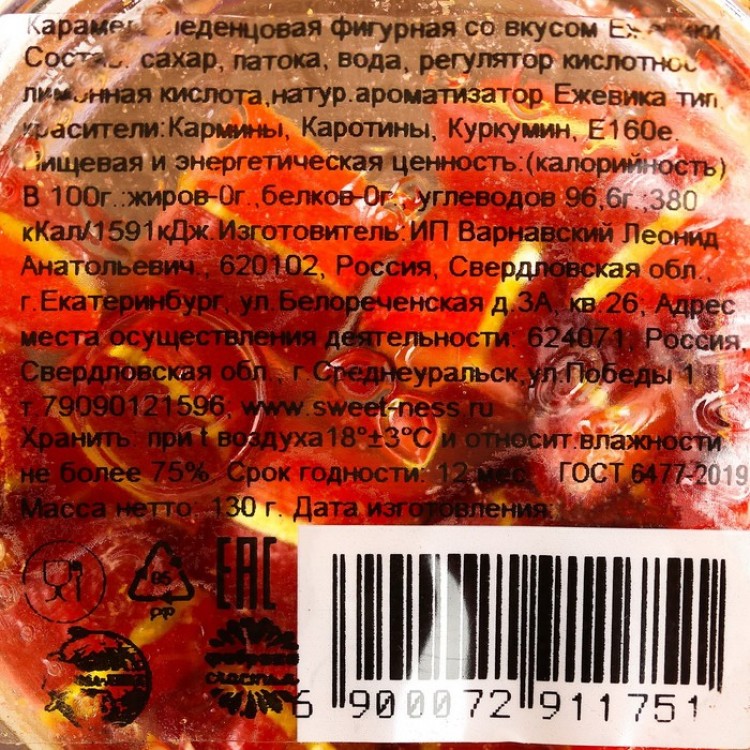 Карамель леденцовая фигурная со вкусом Ежевики
Состав: сахар, патока, вода, регулятор кислотнос
лимонная кислота,натур.ароматизатор Ежевика тип.
красители:Кармины, Каротины, Куркумин, Е160е.
Пищевая и энергетическая ценность:(калорийность)
В 100г.:жиров-0г.,белков-0г., углеводов 96,6г.;380
кКал/1591кДж.Изготовитель:ИП Варнавский Леонид
Анатольевич., 620102, Россия, Свердловская обл.,
г.Екатеринбург, ул.Белореченская д.3А, кв.26, Адрес
места осуществления деятельности: 624071, Россия,
Свердловская обл., г.Среднеуральск,ул.Победы 1
т.79090121596, www.sweet-ness.ru
Хранить: при t воздуха18°±3°С и относит.влажности
не более 75%. Срок годности: 12 мес. ГОСТ 6477-2019
Масса нетто: 130 г. Дата изготовления:
EAC
PP
счастья
6 900072 911751